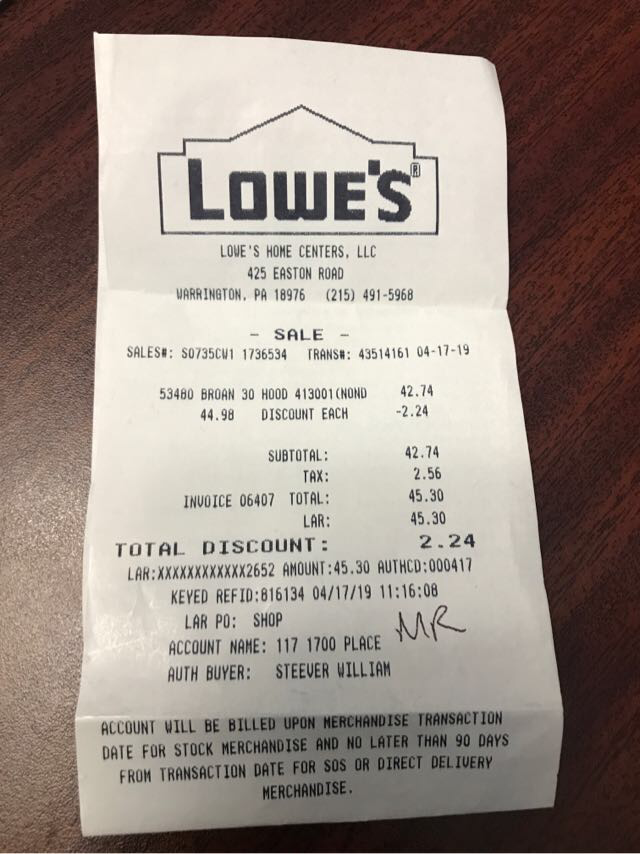 LOWE'S®
LOWE'S HOME CENTERS, LLC
425 EASTON ROAD
WARRINGTON, PA 18976 (215) 491-5968
- SALE -
SALES#: S0735CW1 1736534 TRANS#: 43514161 04-17-19
53480 BROAN 30 HOOD 413001(NOND 42.74
44.98 DISCOUNT EACH -2.24
SUBTOTAL: 42.74
TAX: 2.56
INVOICE 06407 TOTAL: 45.30
LAR: 45.30
TOTAL DISCOUNT: 2.24
LAR:XXXXXXXXXXXX2652 AMOUNT:45.30 AUTHCD:000417
KEYED REFID:816134 04/17/19 11:16:08
LAR PO: SHOP
MR
ACCOUNT NAME: 117 1700 PLACE
AUTH BUYER: STEEVER WILLIAM
ACCOUNT WILL BE BILLED UPON MERCHANDISE TRANSACTION
DATE FOR STOCK MERCHANDISE AND NO LATER THAN 90 DAYS
FROM TRANSACTION DATE FOR SOS OR DIRECT DELIVERY
MERCHANDISE.